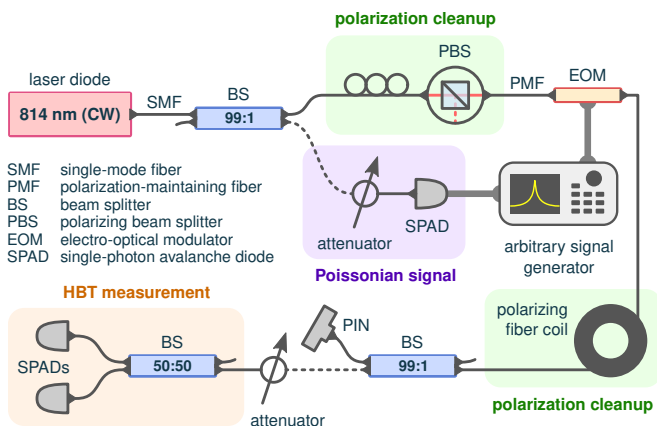 polarization cleanup
PBS
laser diode
814 nm (CW)
SMF
BS
99:1
PMF
EOM
SMF single-mode fiber
PMF polarization-maintaining fiber
BS beam splitter
PBS polarizing beam splitter
EOM electro-optical modulator
SPAD single-photon avalanche diode
attenuator
SPAD
Poissonian signal
arbitrary signal
generator
HBT measurement
SPADs
BS
50:50
attenuator
PIN
BS
99:1
polarizing
fiber coil
polarization cleanup